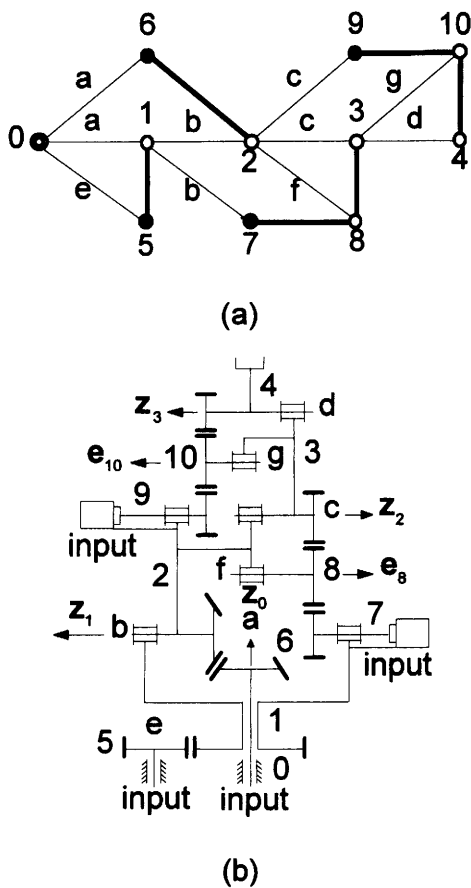 6 9 10
a c g
0 a 1 b 2 c 3 d 4
e b f
5 7 8
(a)
4
z₃ d
e₁₀ 10 g 3
9 c z₂
input
2 f 8 e₈
z₀
z₁ b a 6 7
input
e 1
5 0
input input
(b)